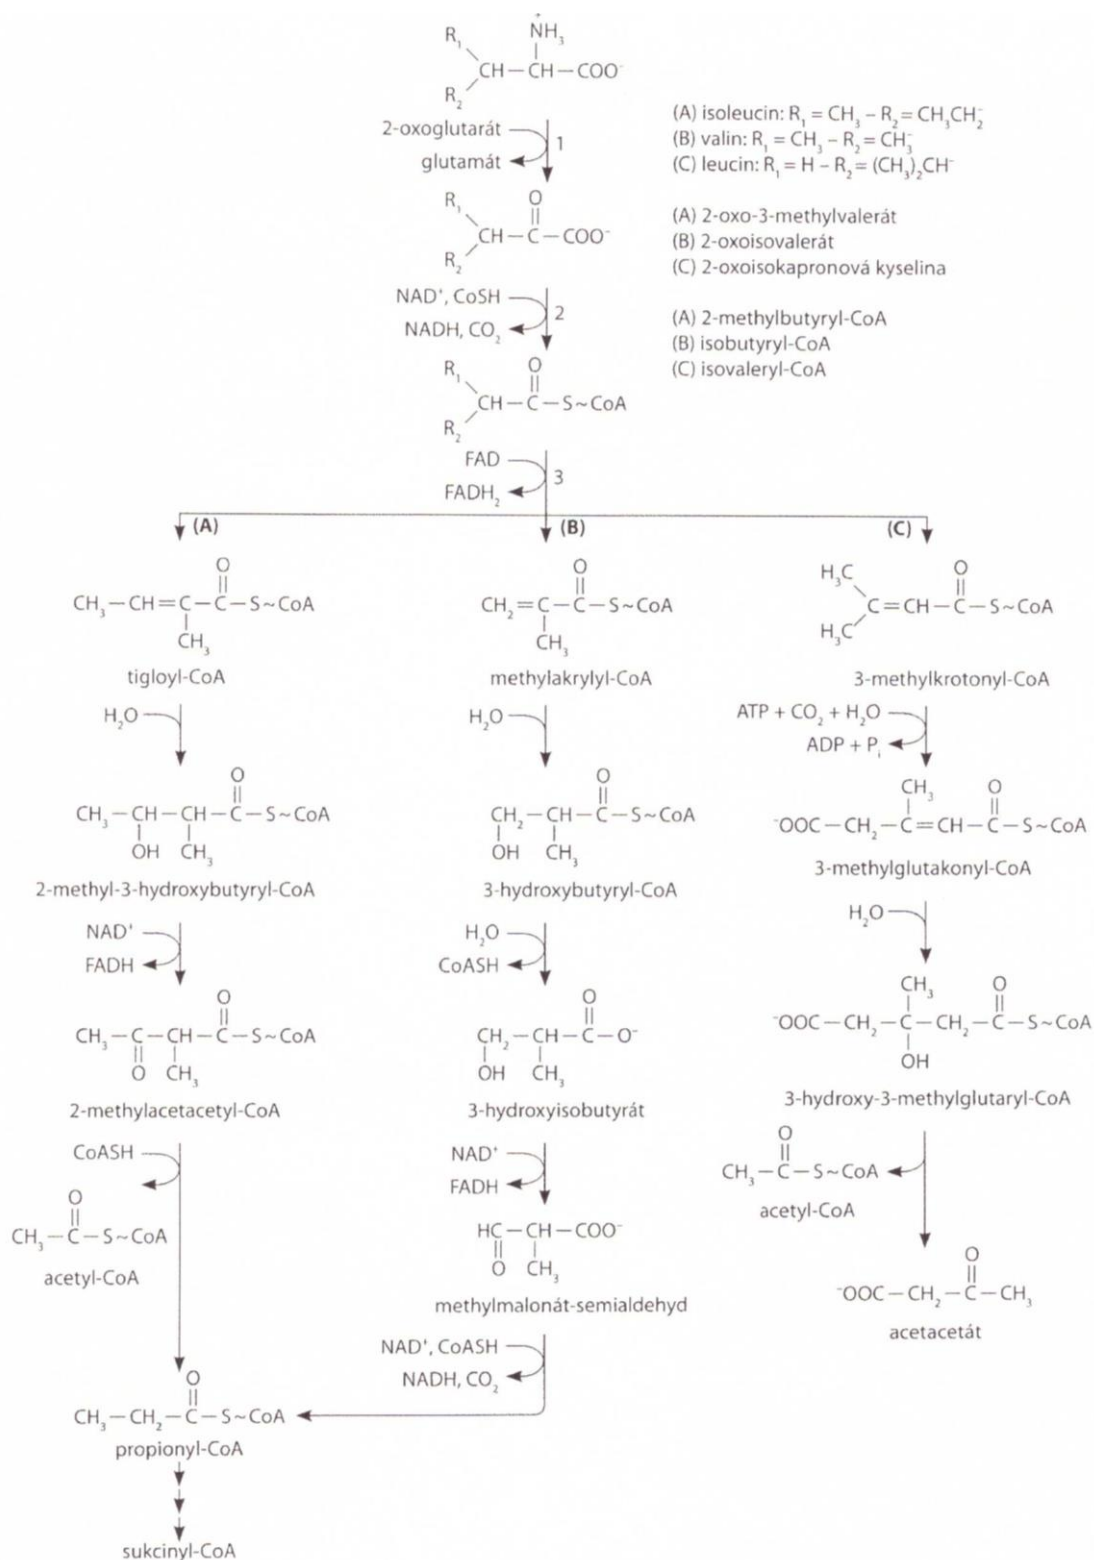 NH₃⁺
R₁
CH – CH – COO⁻
R₂
2-oxoglutarát
glutamát
1
(A) isoleucin: R₁ = CH₃ – R₂ = CH₃CH₂⁻
(B) valin: R₁ = CH₃ – R₂ = CH₃⁻
(C) leucin: R₁ = H – R₂ = (CH₃)₂CH⁻
R₁
O
CH – C – COO⁻
R₂
(A) 2-oxo-3-methylvalerát
(B) 2-oxoisovalerát
(C) 2-oxoisokapronová kyselina
NAD⁺, CoSH
NADH, CO₂
2
(A) 2-methylbutyryl-CoA
(B) isobutyryl-CoA
(C) isovaleryl-CoA
R₁
O
CH – C – S ~ CoA
R₂
FAD
FADH₂
3
(A) (B) (C)
O
CH₃ – CH = C – C – S ~ CoA
CH₃
tigloyl-CoA
O
CH₂ = C – C – S ~ CoA
CH₃
methylakrylyl-CoA
H₃C
O
C = CH – C – S ~ CoA
H₃C
3-methylkrotonyl-CoA
H₂O
H₂O
ATP + CO₂ + H₂O
ADP + Pᵢ
O
CH₃ – CH – CH – C – S ~ CoA
OH CH₃
2-methyl-3-hydroxybutyryl-CoA
O
CH₂ – CH – C – S ~ CoA
OH CH₃
3-hydroxybutyryl-CoA
CH₃ O
⁻OOC – CH₂ – C = CH – C – S ~ CoA
3-methylglutakonyl-CoA
NAD⁺
FADH
H₂O
CoASH
H₂O
O
CH₃ – C – CH – C – S ~ CoA
O CH₃
2-methylacetacetyl-CoA
O
CH₂ – CH – C – O⁻
OH CH₃
3-hydroxyisobutyrát
CH₃ O
⁻OOC – CH₂ – C – CH₂ – C – S ~ CoA
OH
3-hydroxy-3-methylglutaryl-CoA
CoASH
O
CH₃ – C – S ~ CoA
acetyl-CoA
NAD⁺
FADH
HC – CH – COO⁻
O CH₃
methylmalonát-semialdehyd
O
CH₃ – C – S ~ CoA
acetyl-CoA
O
⁻OOC – CH₂ – C – CH₃
acetacetát
NAD⁺, CoASH
NADH, CO₂
O
CH₃ – CH₂ – C – S ~ CoA
propionyl-CoA
sukcinyl-CoA